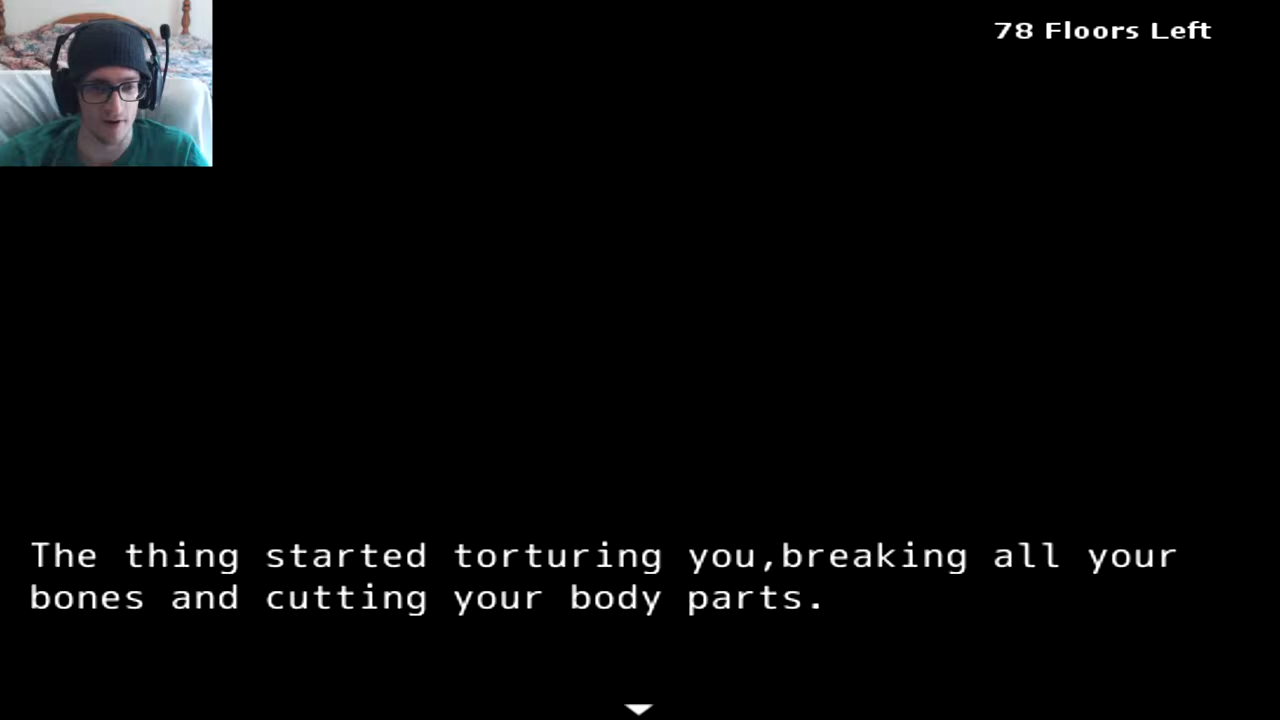 78 Floors Left
The thing started torturing you,breaking all your
bones and cutting your body parts.